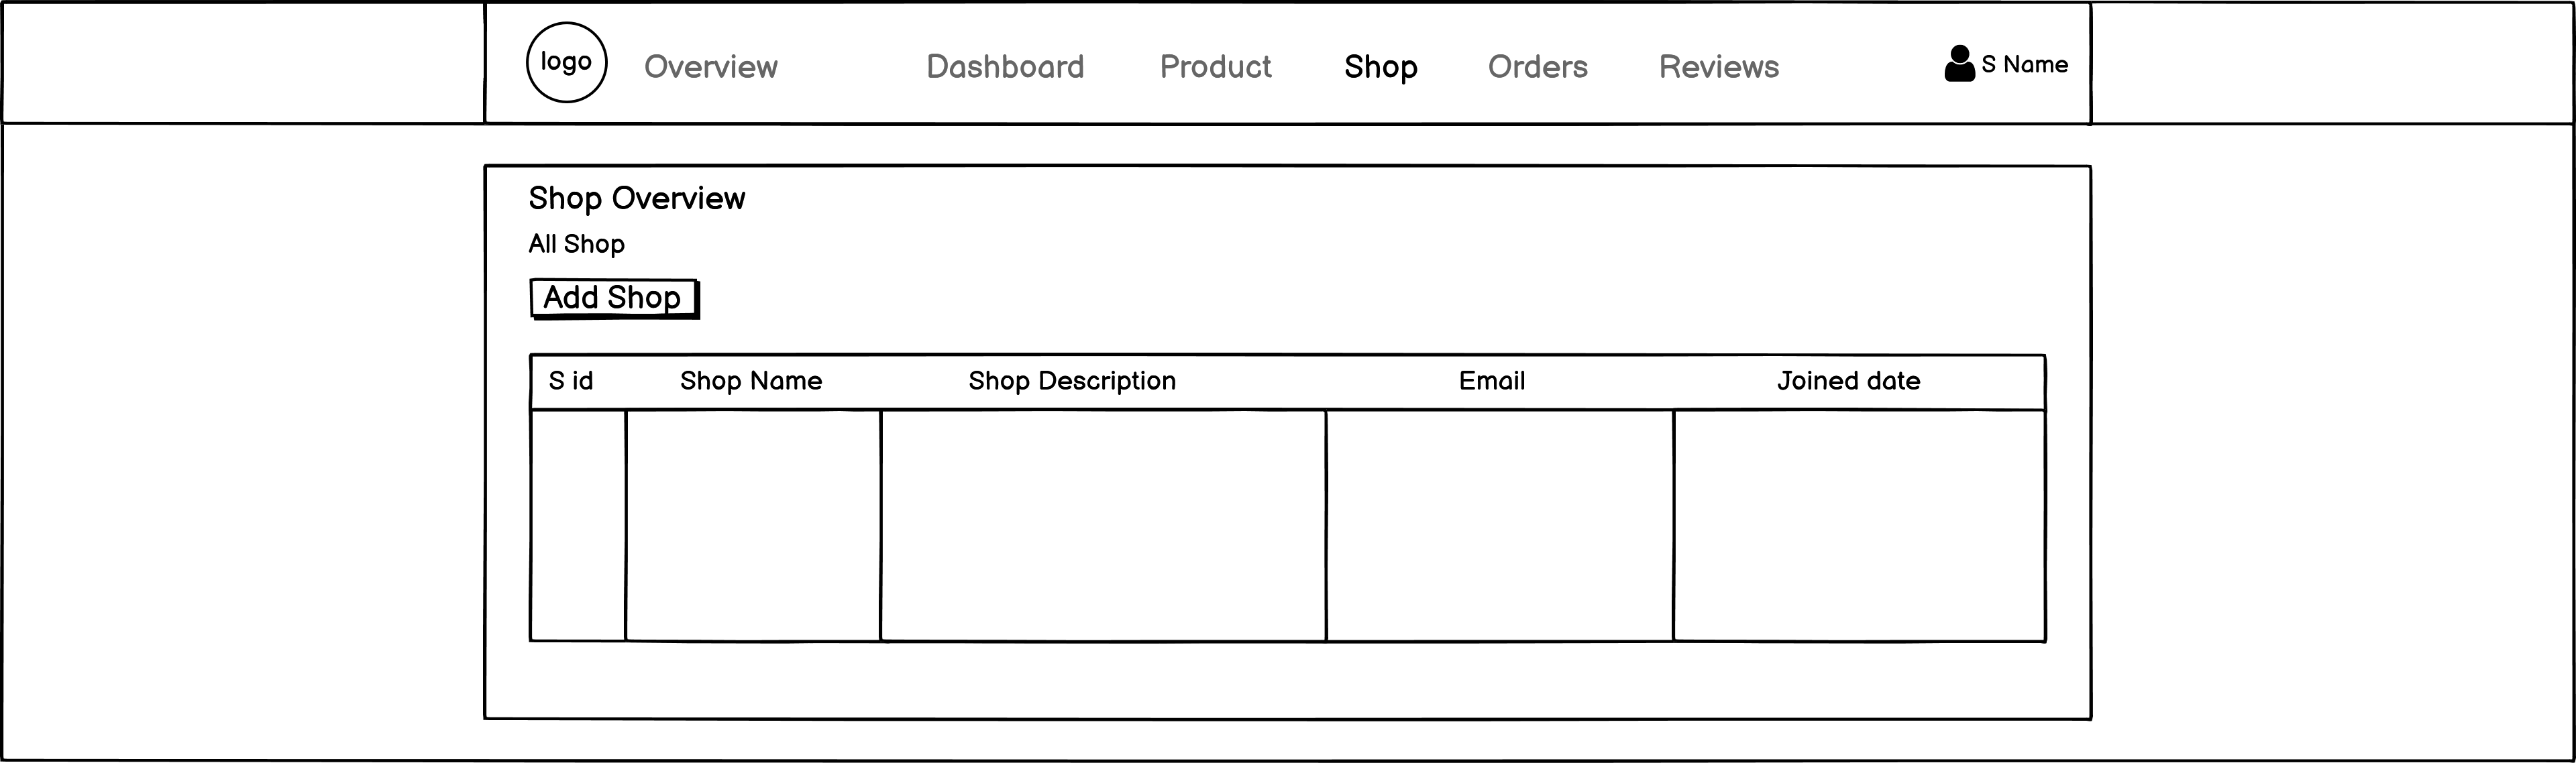 logo Overview Dashboard Product Shop Orders Reviews S Name
Shop Overview
All Shop
Add Shop
S id Shop Name Shop Description Email Joined date